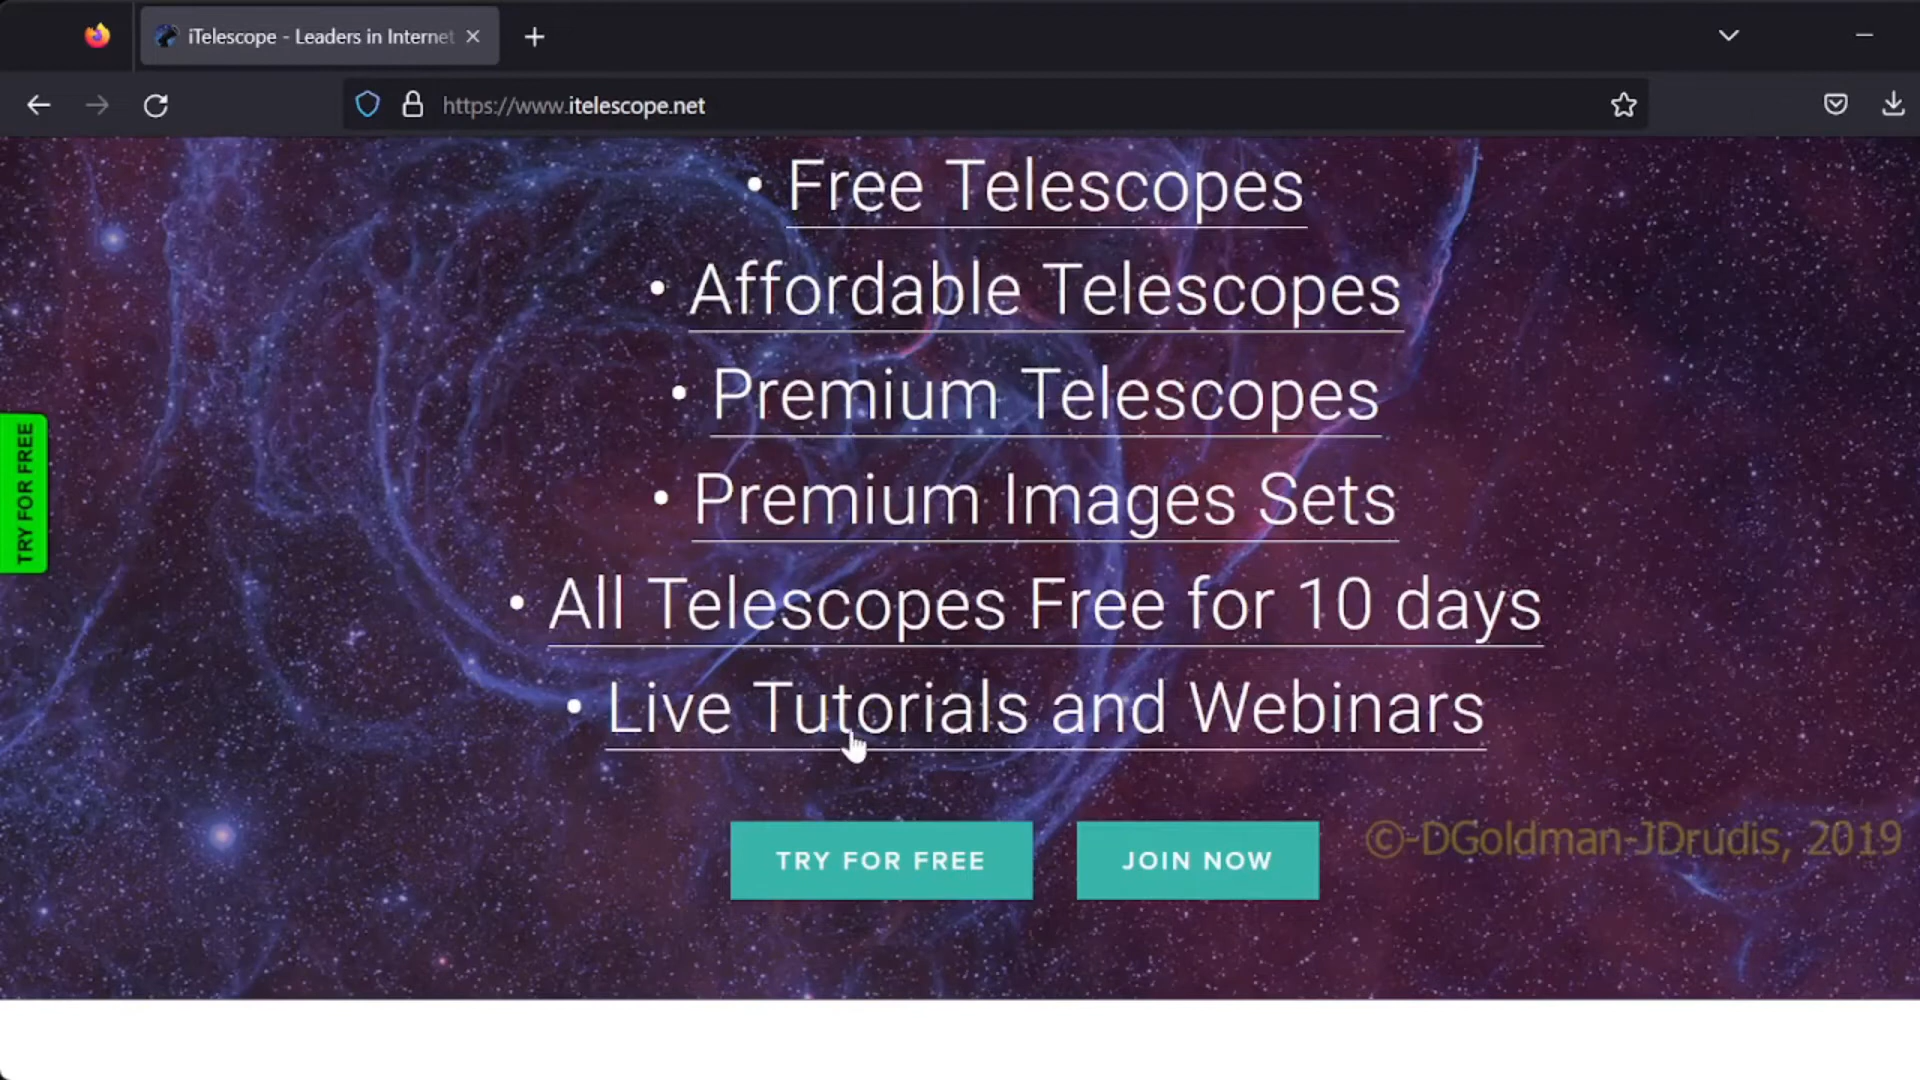 iTelescope - Leaders in Internet
https://www.itelescope.net
• Free Telescopes
• Affordable Telescopes
• Premium Telescopes
• Premium Images Sets
• All Telescopes Free for 10 days
• Live Tutorials and Webinars
TRY FOR FREE
TRY FOR FREE
JOIN NOW
©-DGoldman-JDrudis, 2019